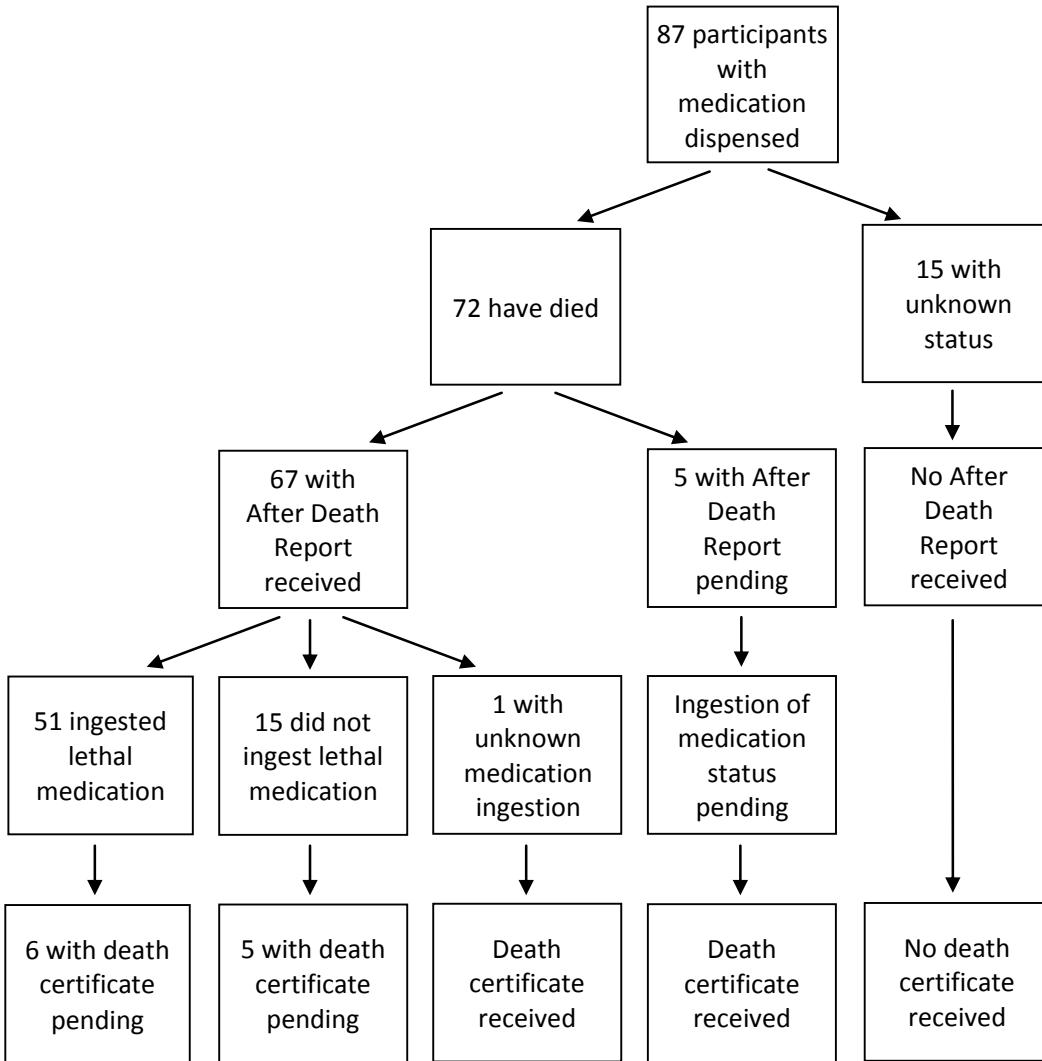 87 participants
with
medication
dispensed
72 have died
15 with
unknown
status
67 with
After Death
Report
received
5 with After
Death
Report
pending
No After
Death
Report
received
51 ingested
lethal
medication
15 did not
ingest lethal
medication
1 with
unknown
medication
ingestion
Ingestion of
medication
status
pending
6 with death
certificate
pending
5 with death
certificate
pending
Death
certificate
received
Death
certificate
received
No death
certificate
received